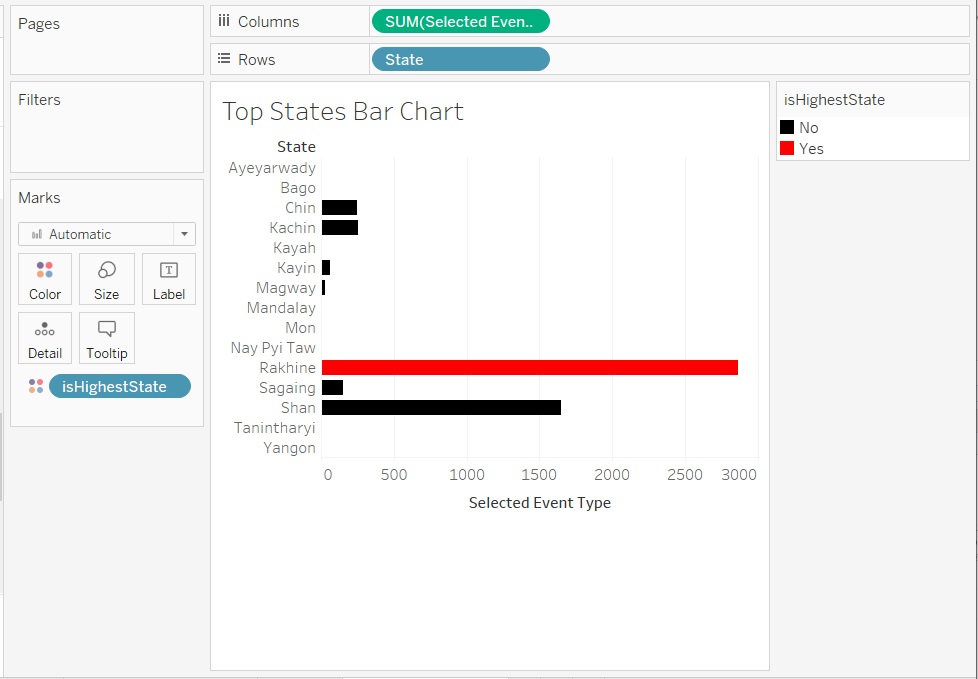 Pages
Columns
SUM(Selected Even..
Rows
State
Filters
Marks
Automatic
Color
Size
T
Label
Detail
Tooltip
isHighestState
Top States Bar Chart
State
Ayeyarwady
Bago
Chin
Kachin
Kayah
Kayin
Magway
Mandalay
Mon
Nay Pyi Taw
Rakhine
Sagaing
Shan
Tanintharyi
Yangon
0 500 1000 1500 2000 2500 3000
Selected Event Type
isHighestState
No
Yes